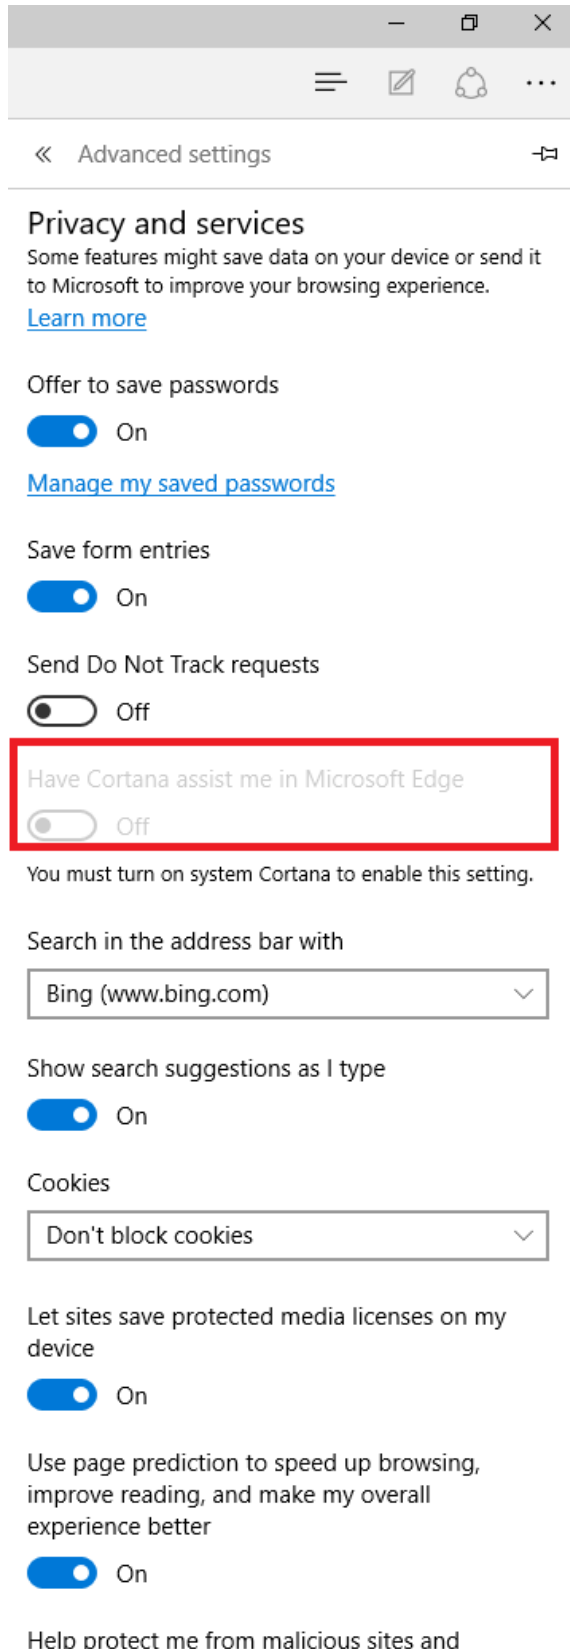 Advanced settings
Privacy and services
Some features might save data on your device or send it
to Microsoft to improve your browsing experience.
Learn more
Offer to save passwords
On
Manage my saved passwords
Save form entries
On
Send Do Not Track requests
Off
Have Cortana assist me in Microsoft Edge
Off
You must turn on system Cortana to enable this setting.
Search in the address bar with
Bing (www.bing.com)
Show search suggestions as I type
On
Cookies
Don't block cookies
Let sites save protected media licenses on my
device
On
Use page prediction to speed up browsing,
improve reading, and make my overall
experience better
On
Help protect me from malicious sites and